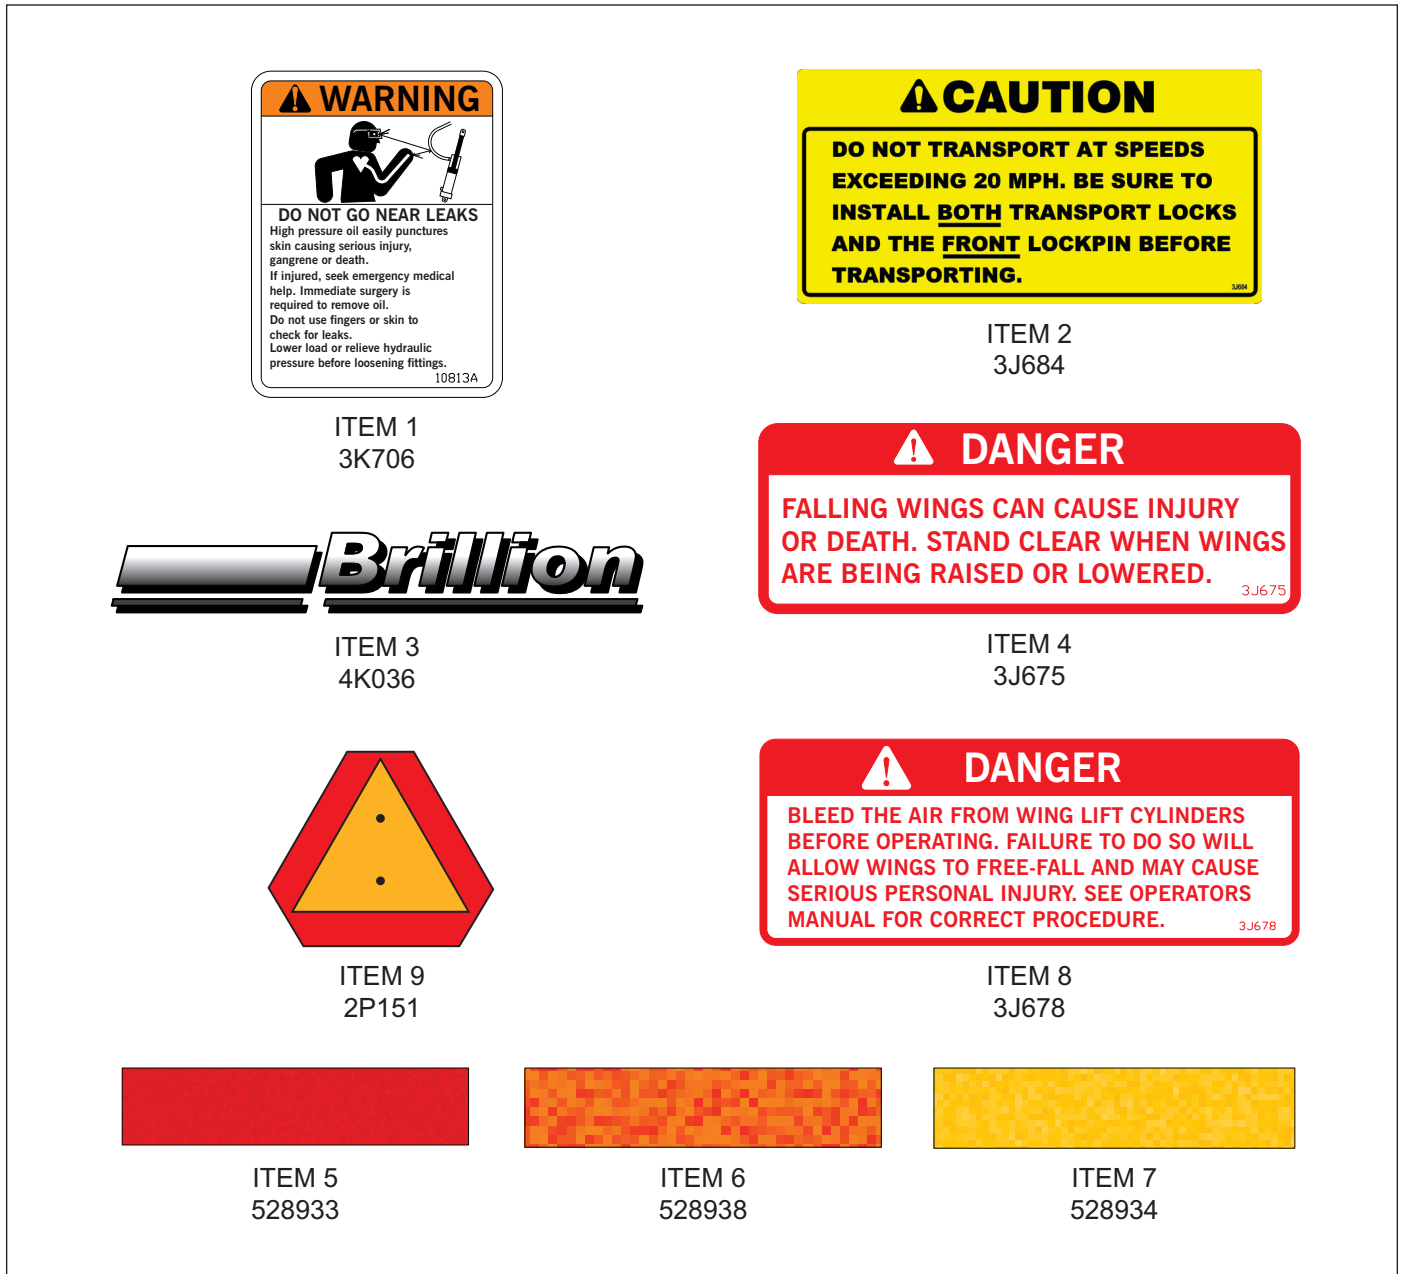 WARNING
DO NOT GO NEAR LEAKS
High pressure oil easily punctures
skin causing serious injury,
gangrene or death.
If injured, seek emergency medical
help. Immediate surgery is
required to remove oil.
Do not use fingers or skin to
check for leaks.
Lower load or relieve hydraulic
pressure before loosening fittings.
10813A
ITEM 1
3K706
CAUTION
DO NOT TRANSPORT AT SPEEDS
EXCEEDING 20 MPH. BE SURE TO
INSTALL BOTH TRANSPORT LOCKS
AND THE FRONT LOCKPIN BEFORE
TRANSPORTING.
3J684
ITEM 2
3J684
Brillion
ITEM 3
4K036
DANGER
FALLING WINGS CAN CAUSE INJURY
OR DEATH. STAND CLEAR WHEN WINGS
ARE BEING RAISED OR LOWERED.
3J675
ITEM 4
3J675
ITEM 9
2P151
DANGER
BLEED THE AIR FROM WING LIFT CYLINDERS
BEFORE OPERATING. FAILURE TO DO SO WILL
ALLOW WINGS TO FREE-FALL AND MAY CAUSE
SERIOUS PERSONAL INJURY. SEE OPERATORS
MANUAL FOR CORRECT PROCEDURE.
3J678
ITEM 8
3J678
ITEM 5
528933
ITEM 6
528938
ITEM 7
528934